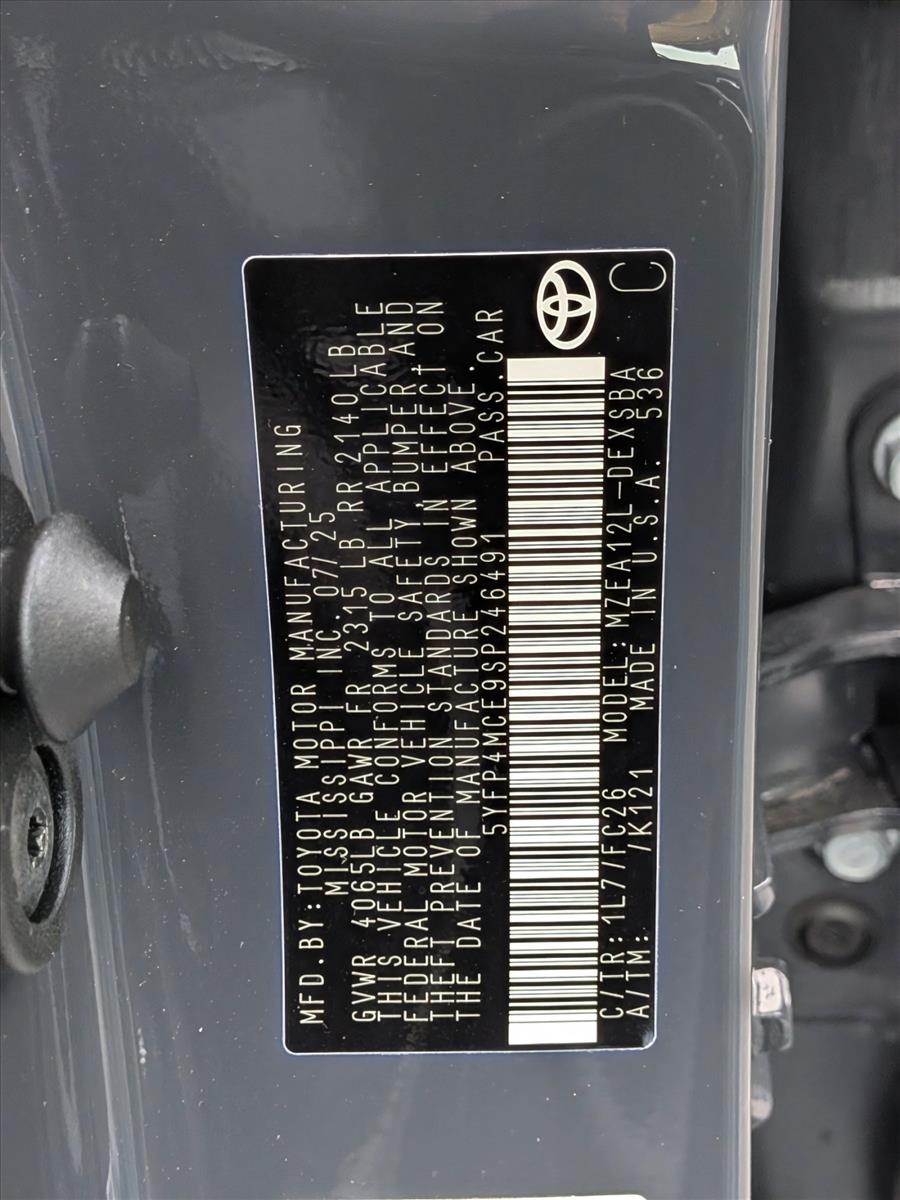 MFD.BY:TOYOTA MOTOR MANUFACTURING
MISSISSIPPI INC.07/25
GVWR 4065LB GAWR FR 2315 LB RR 2140LB
THIS VEHICLE CONFORMS TO ALL APPLICABLE
FEDERAL MOTOR VEHICLE SAFETY, BUMPER, AND
THEFT PREVENTION STANDARDS IN EFFECT ON
THE DATE OF MANUFACTURE SHOWN ABOVE.
5YFP4MCE9SP246491 PASS.CAR
C/TR:1L7/FC26 MODEL:MZEA12L-DEXSBA
A/TM: /K121 MADE IN U.S.A. 536
C